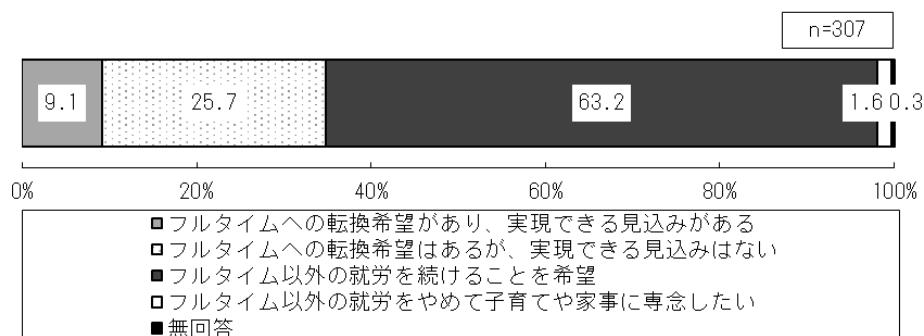 n=307
9.1 25.7 63.2 1.6 0.3
0% 20% 40% 60% 80% 100%
フルタイムへの転換希望があり、実現できる見込みがある
フルタイムへの転換希望はあるが、実現できる見込みはない
フルタイム以外の就労を続けることを希望
フルタイム以外の就労をやめて子育てや家事に専念したい
無回答